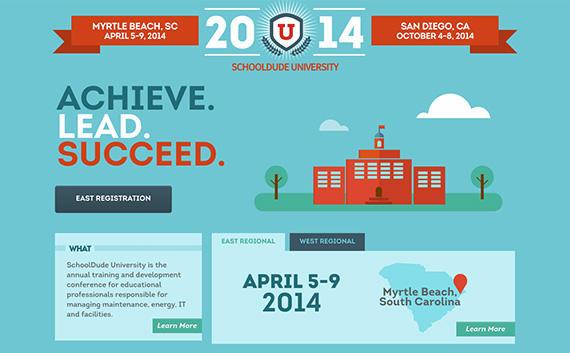 MYRTLE BEACH, SC
APRIL 5-9, 2014
20 U 14
SAN DIEGO, CA
OCTOBER 4-8, 2014
SCHOOLDUDE UNIVERSITY
ACHIEVE.
LEAD.
SUCCEED.
EAST REGISTRATION
WHAT
SchoolDude University is the
annual training and development
conference for educational
professionals responsible for
managing maintenance, energy, IT
and facilities.
Learn More
EAST REGIONAL
WEST REGIONAL
APRIL 5-9
2014
Myrtle Beach,
South Carolina
Learn More